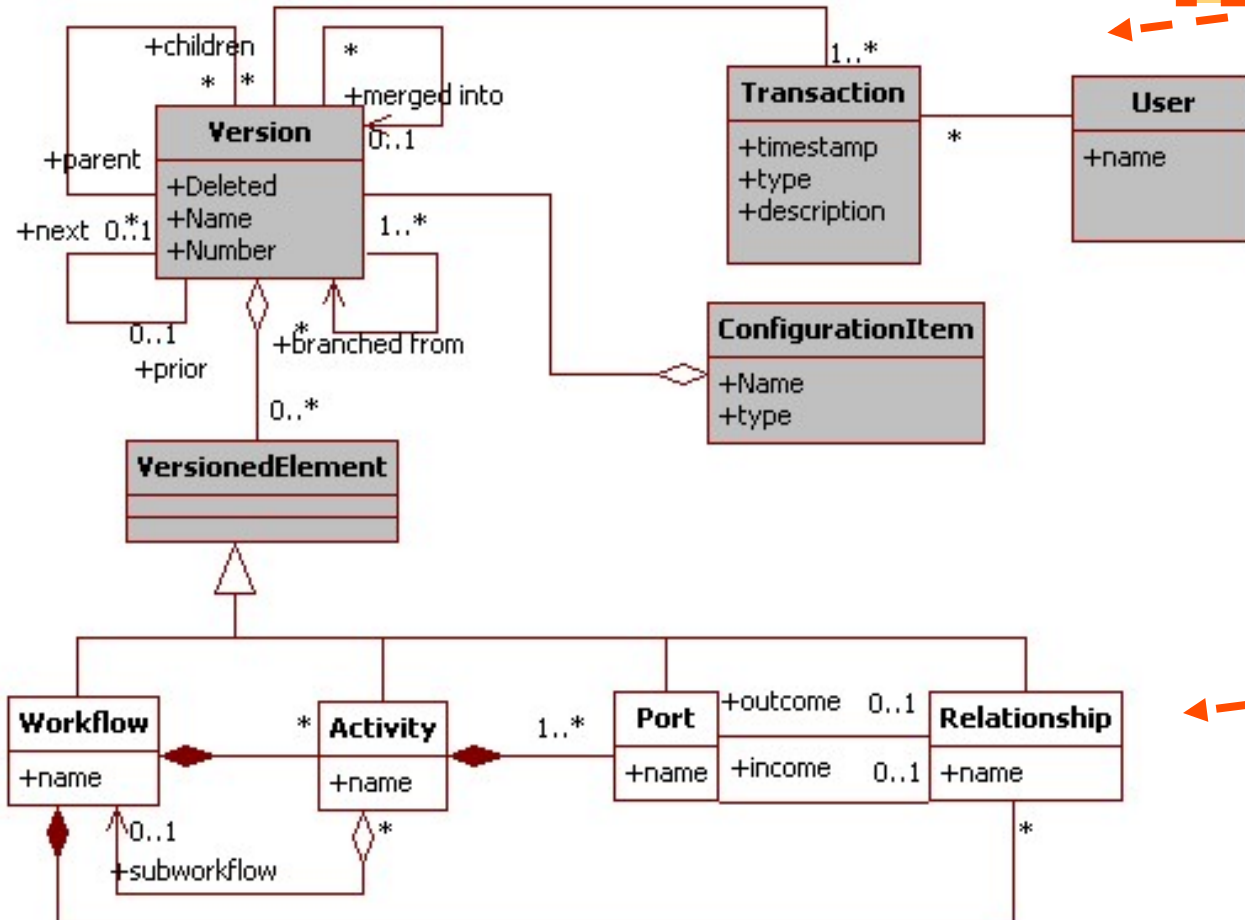 +children
*
*
*
+merged into
0..1
1..*
Version
+Deleted
+Name
+Number
+parent
*
+next 0..1
0..1
+prior
1..*
*
+branched from
0..*
Transaction
+timestamp
+type
+description
*
User
+name
ConfigurationItem
+Name
+type
VersionedElement
Workflow
+name
*
Activity
+name
1..*
Port
+name
+outcome 0..1
+income 0..1
Relationship
+name
0..1
+subworkflow
*
*